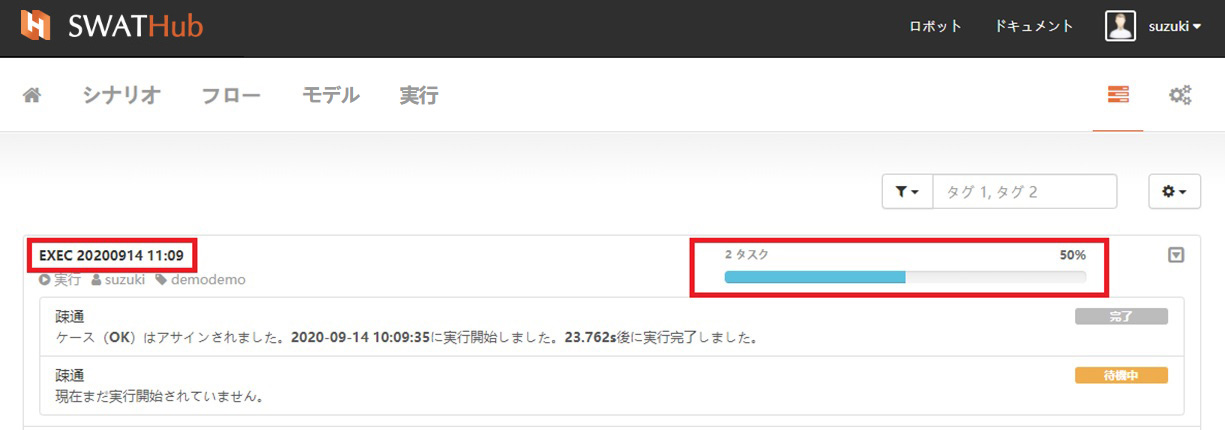 SWATHub
ロボット ドキュメント suzuki
シナリオ フロー モデル 実行
タグ 1, タグ 2
EXEC 20200914 11:09
2 タスク 50%
実行 suzuki demodemo
疎通
完了
ケース（OK）はアサインされました。2020-09-14 10:09:35に実行開始しました。23.762s後に実行完了しました。
疎通
待機中
現在まだ実行開始されていません。